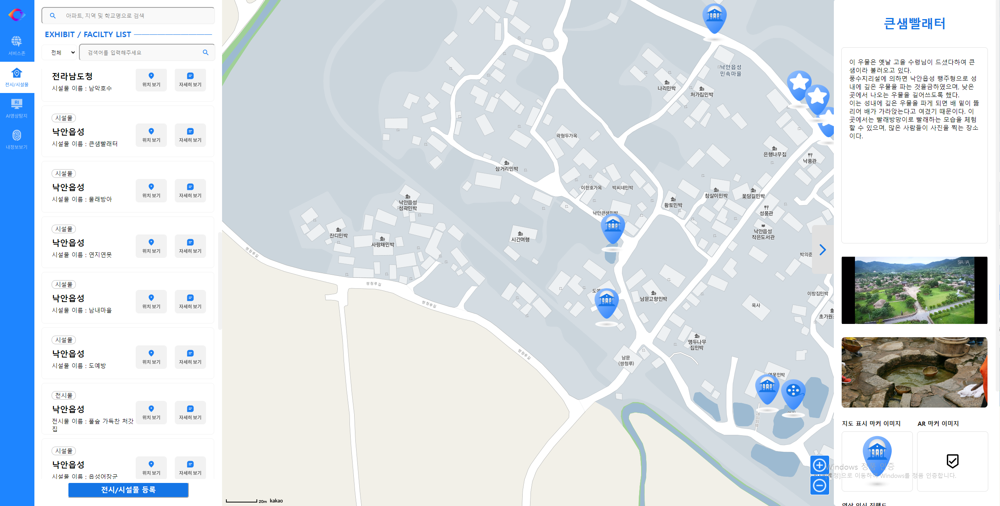 서비스존
전시/시설물
AI
AI영상탐지
내정보보기
아파트, 지역 및 학교명으로 검색
EXHIBIT / FACILTY LIST
전체
검색어를 입력해주세요
전라남도청
시설물 이름 : 남악호수
위치 보기
자세히 보기
시설물
낙안읍성
시설물 이름 : 큰샘빨래터
위치 보기
자세히 보기
시설물
낙안읍성
시설물 이름 : 물래방아
위치 보기
자세히 보기
시설물
낙안읍성
시설물 이름 : 연지연못
위치 보기
자세히 보기
시설물
낙안읍성
시설물 이름 : 남내마을
위치 보기
자세히 보기
시설물
낙안읍성
시설물 이름 : 도예방
위치 보기
자세히 보기
전시물
낙안읍성
전시물 이름 : 풀숲 가득찬 처갓
집
위치 보기
자세히 보기
시설물
낙안읍성
시설물 이름 : 읍성어장군
위치 보기
자세히 보기
전시/시설물 등록
낙안읍성
민속마을
나리민박
처가집민박
곽형두가옥
은행나무집
낙풍관
삼거리민박
이한호가옥
박씨네민박
참살이민박
꽃담길민박
황토민박
낙안읍성
성곽민박
낙안큰샘민박
성풍관
잔디민박
사랑채민박
시간여행
낙안읍성
작은도서관
쌍청루길
박의준
쌍청루길
도예
이방집민박
남문고향민박
쌍청루길
옥사
초가원
앵두나무
집민박
쌍청루길
남문
(쌍청루)
연못민박
읍성안길
20m
kakao
큰샘빨래터
이 우물은 옛날 고을 수령님이 드셨다하여 큰
샘이라 불려오고 있다.
풍수지리설에 의하면 낙안읍성 행주형으로 성
내에 깊은 우물을 파는 것을금하였으며, 낮은
곳에서 나오는 우물을 길어쓰도록 했다.
이는 성내에 깊은 우물을 파게 되면 배 밑이 뚫
리어 배가 가라앉는다고 여겼기 때문이다. 이
곳에서는 빨래방망이로 빨래하는 모습을 체험
할 수 있으며, 많은 사람들이 사진을 찍는 장소
이다.
지도 표시 마커 이미지
AR 마커 이미지
Windows 정품 인증
[설정]으로 이동하여 Windows를 정품 인증합니다.
영상 인식 진행도